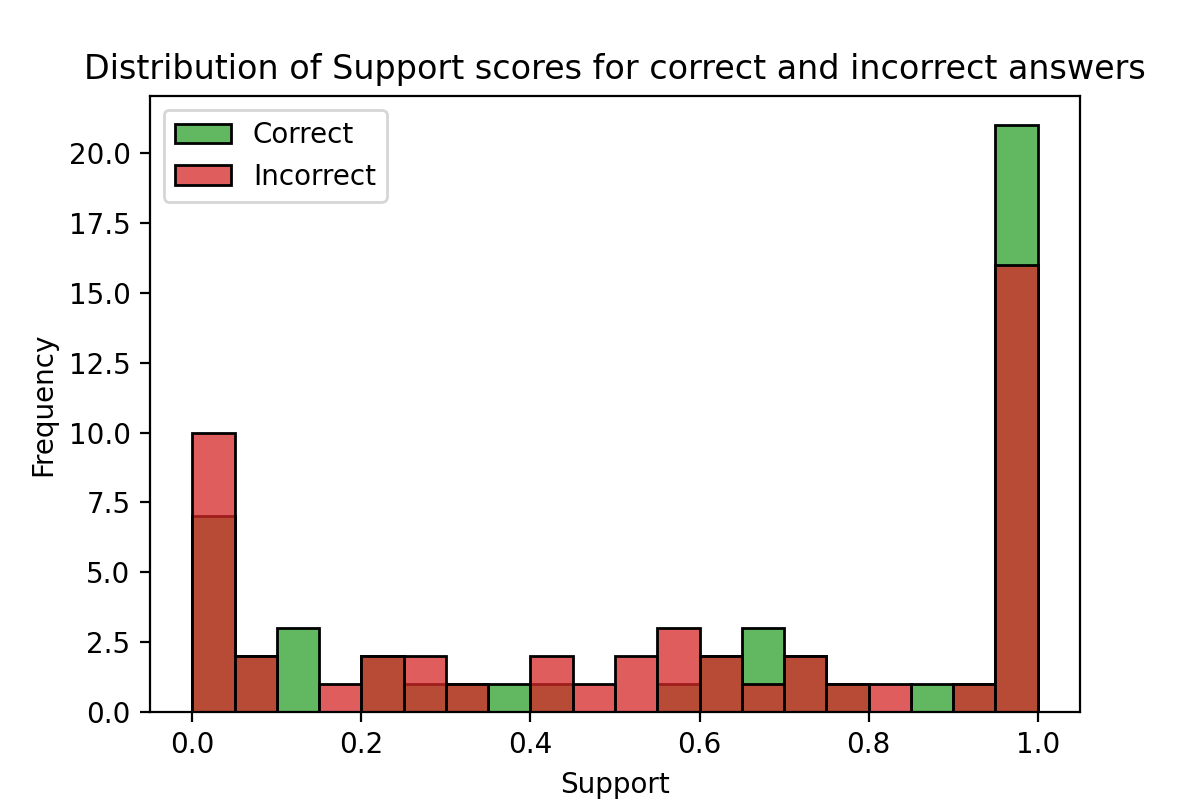 Distribution of Support scores for correct and incorrect answers
Correct
Incorrect
Frequency
20.0
17.5
15.0
12.5
10.0
7.5
5.0
2.5
0.0
0.0 0.2 0.4 0.6 0.8 1.0
Support